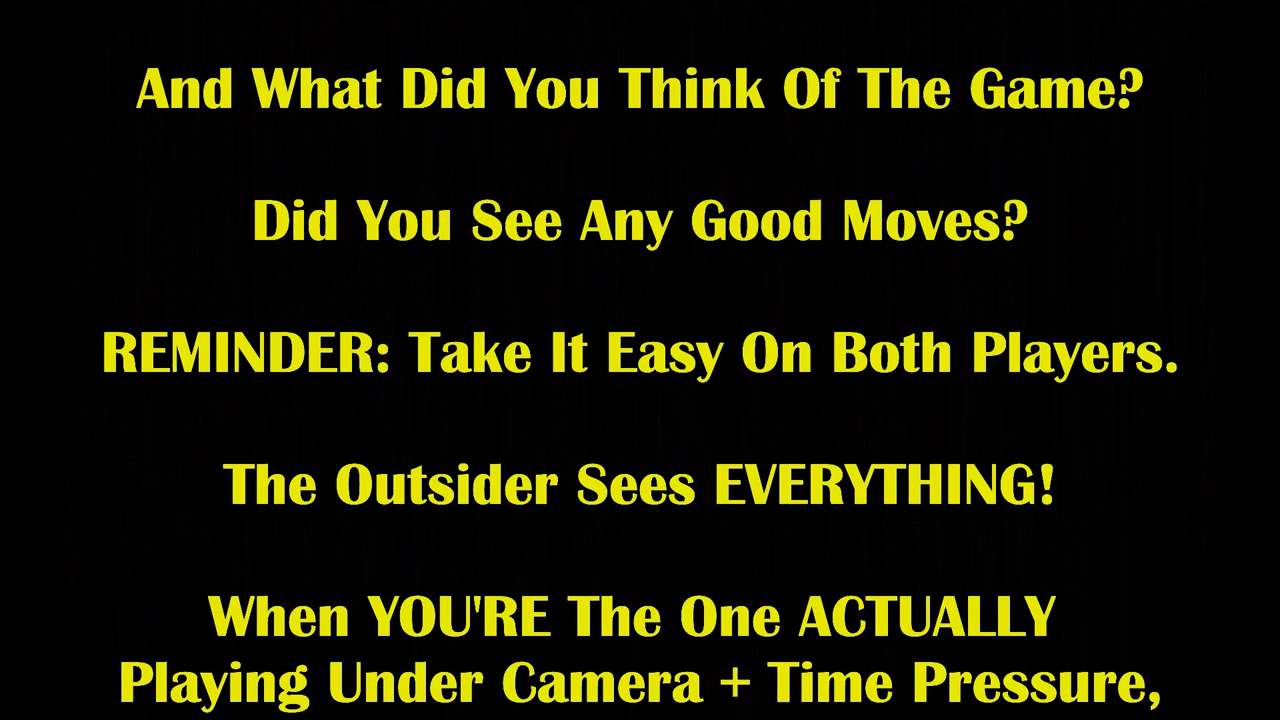 And What Did You Think Of The Game?
Did You See Any Good Moves?
REMINDER: Take It Easy On Both Players.
The Outsider Sees EVERYTHING!
When YOU'RE The One ACTUALLY
Playing Under Camera + Time Pressure,